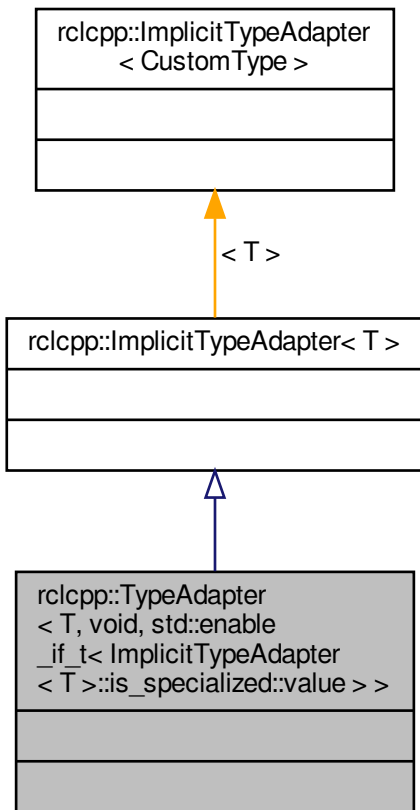 rclcpp::ImplicitTypeAdapter
< CustomType >
< T >
rclcpp::ImplicitTypeAdapter< T >
rclcpp::TypeAdapter
< T, void, std::enable
_if_t< ImplicitTypeAdapter
< T >::is_specialized::value > >